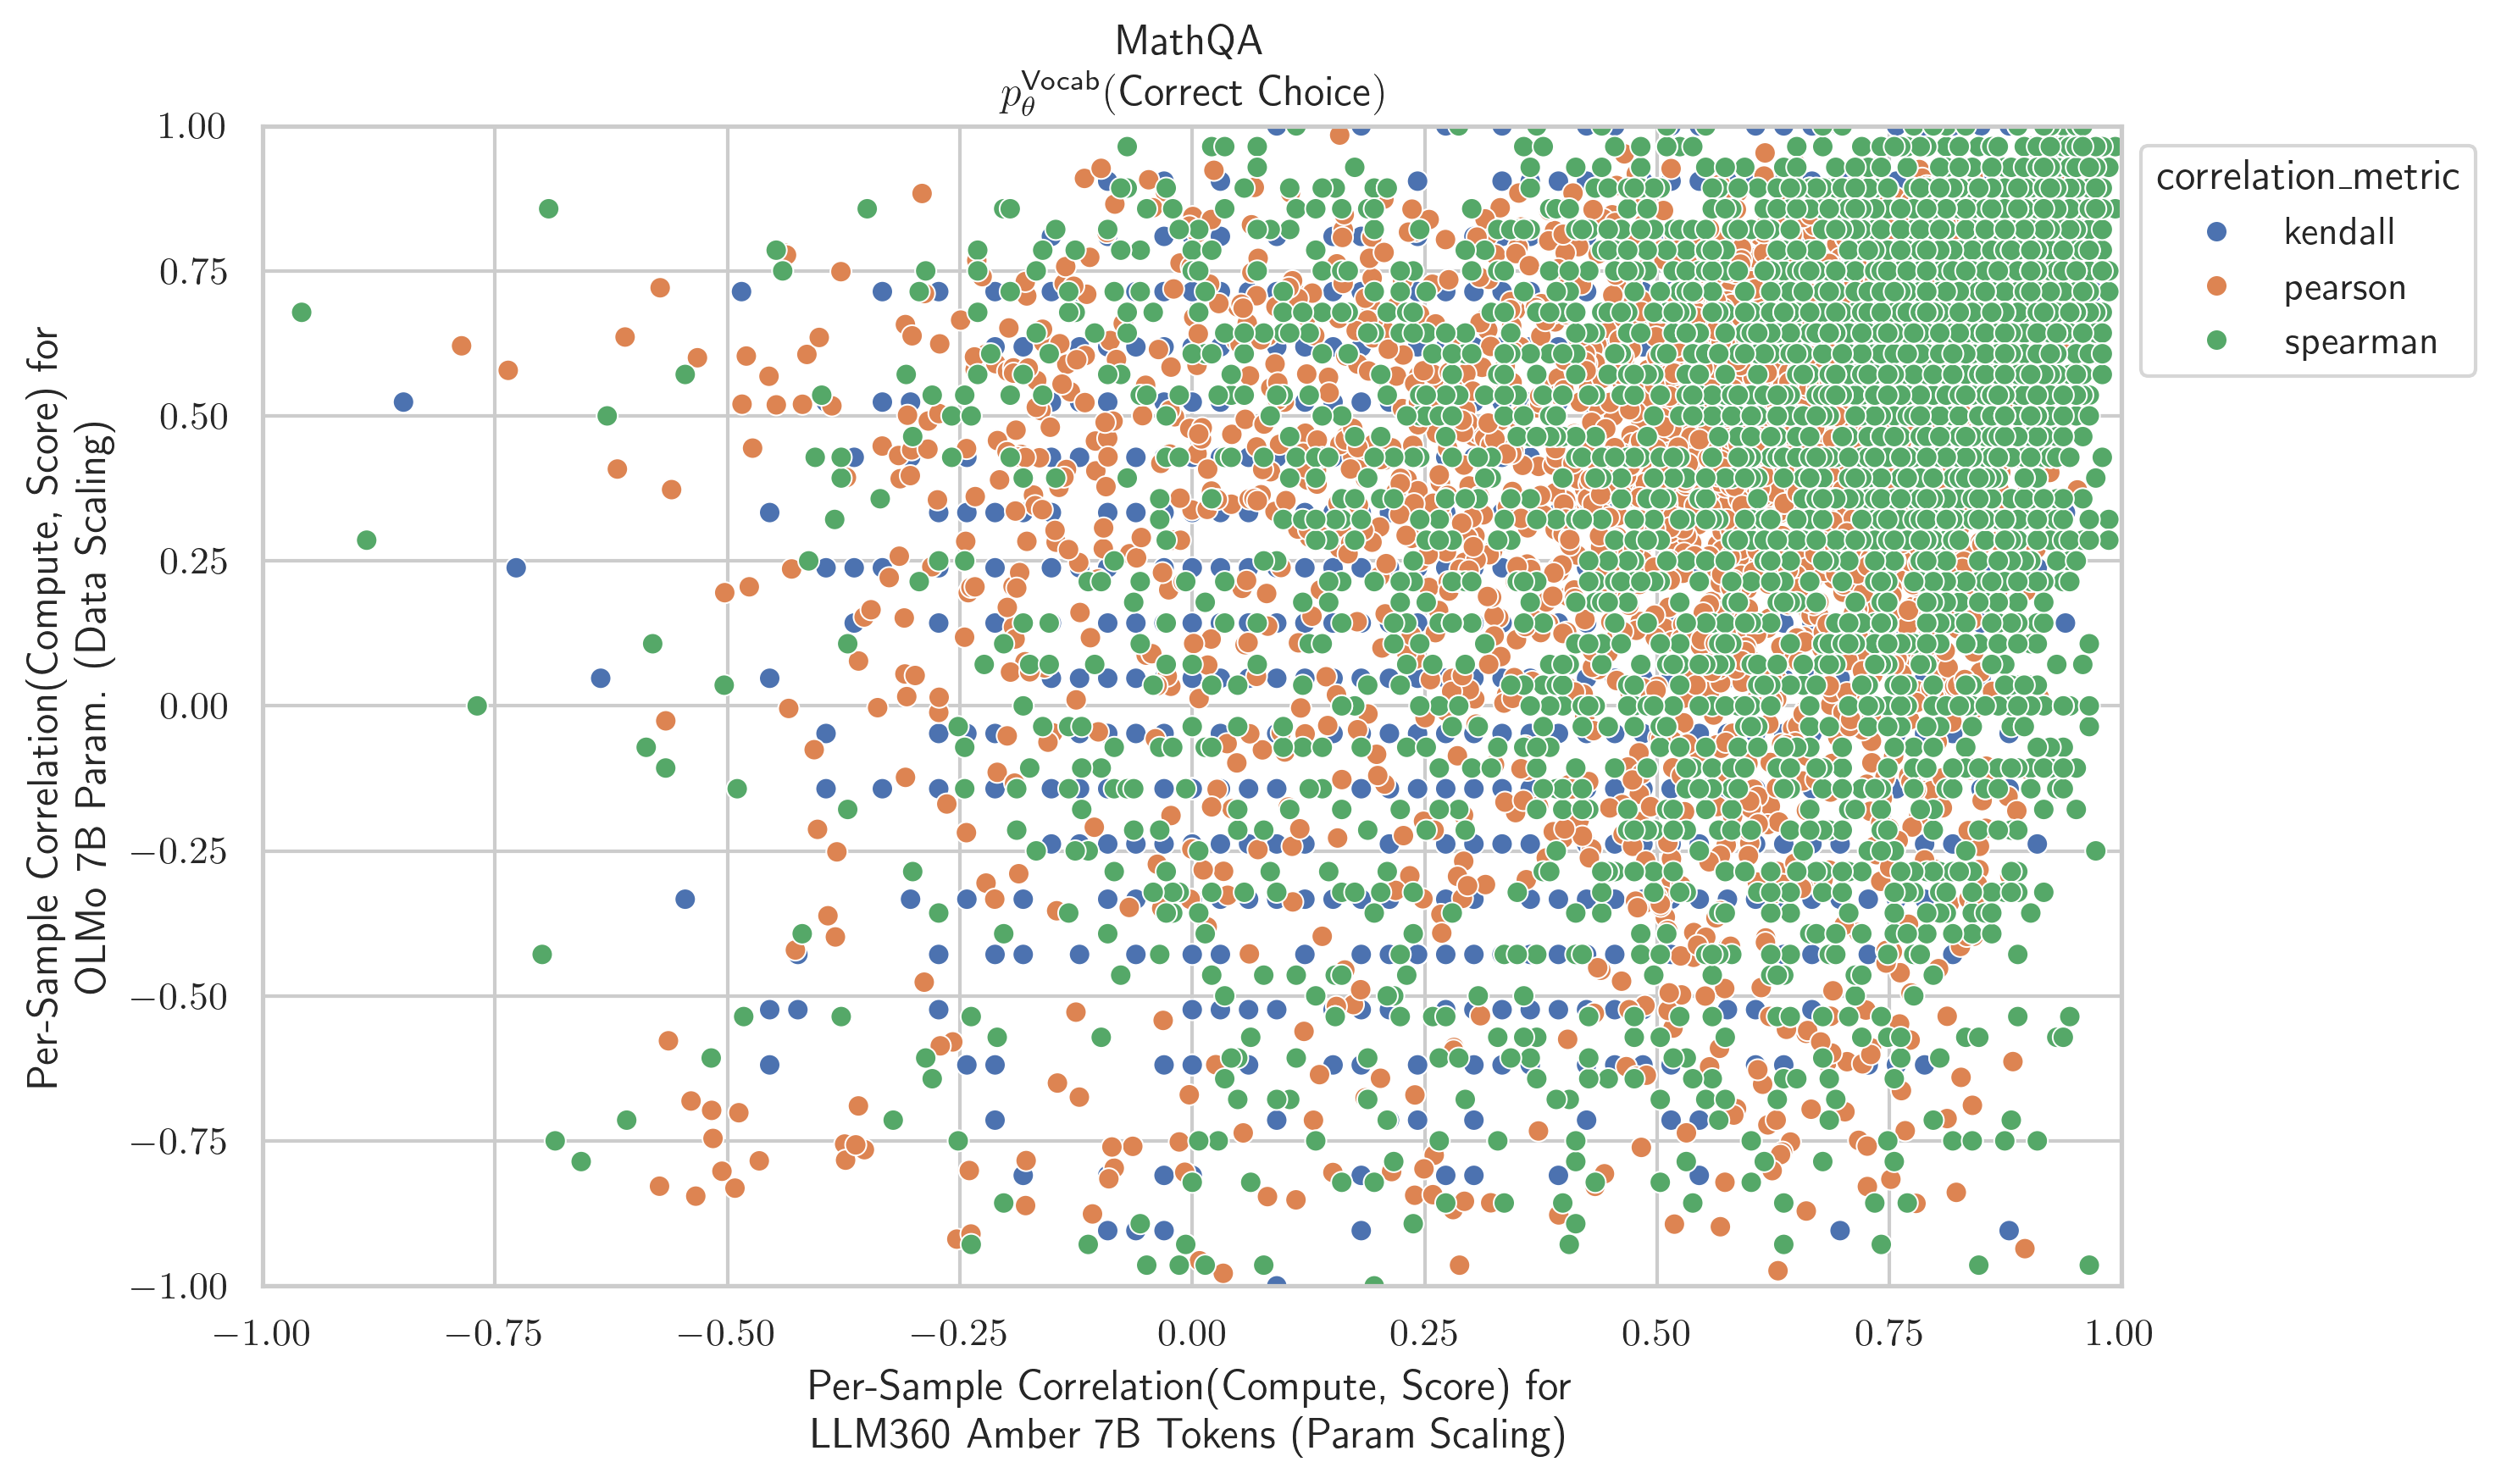 MathQA
p_θ^Vocab(Correct Choice)
1.00
0.75
0.50
0.25
0.00
−0.25
−0.50
−0.75
−1.00
Per-Sample Correlation(Compute, Score) for
OLMo 7B Param. (Data Scaling)
−1.00
−0.75
−0.50
−0.25
0.00
0.25
0.50
0.75
1.00
Per-Sample Correlation(Compute, Score) for
LLM360 Amber 7B Tokens (Param Scaling)
correlation_metric
kendall
pearson
spearman